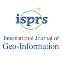 isprs
International Journal of
Geo-Information